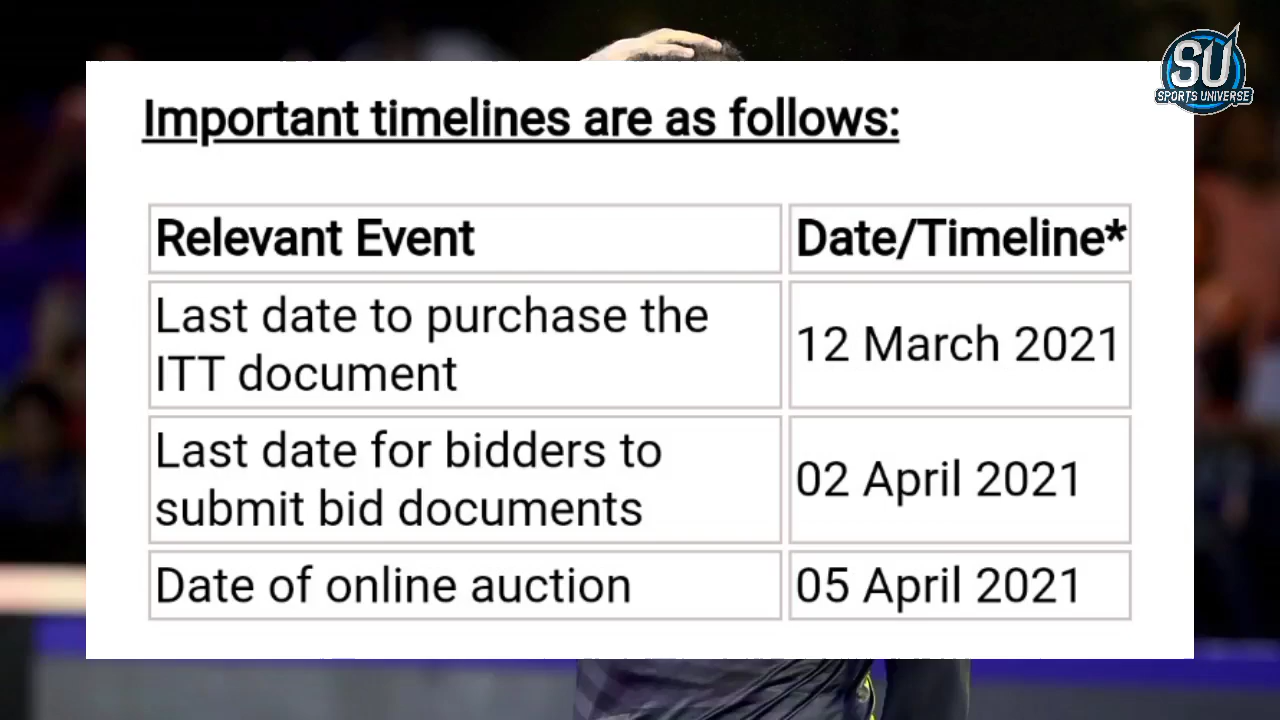 SU
SPORTS UNIVERSE
Important timelines are as follows:
Relevant Event
Date/Timeline*
Last date to purchase the
ITT document
12 March 2021
Last date for bidders to
submit bid documents
02 April 2021
Date of online auction
05 April 2021